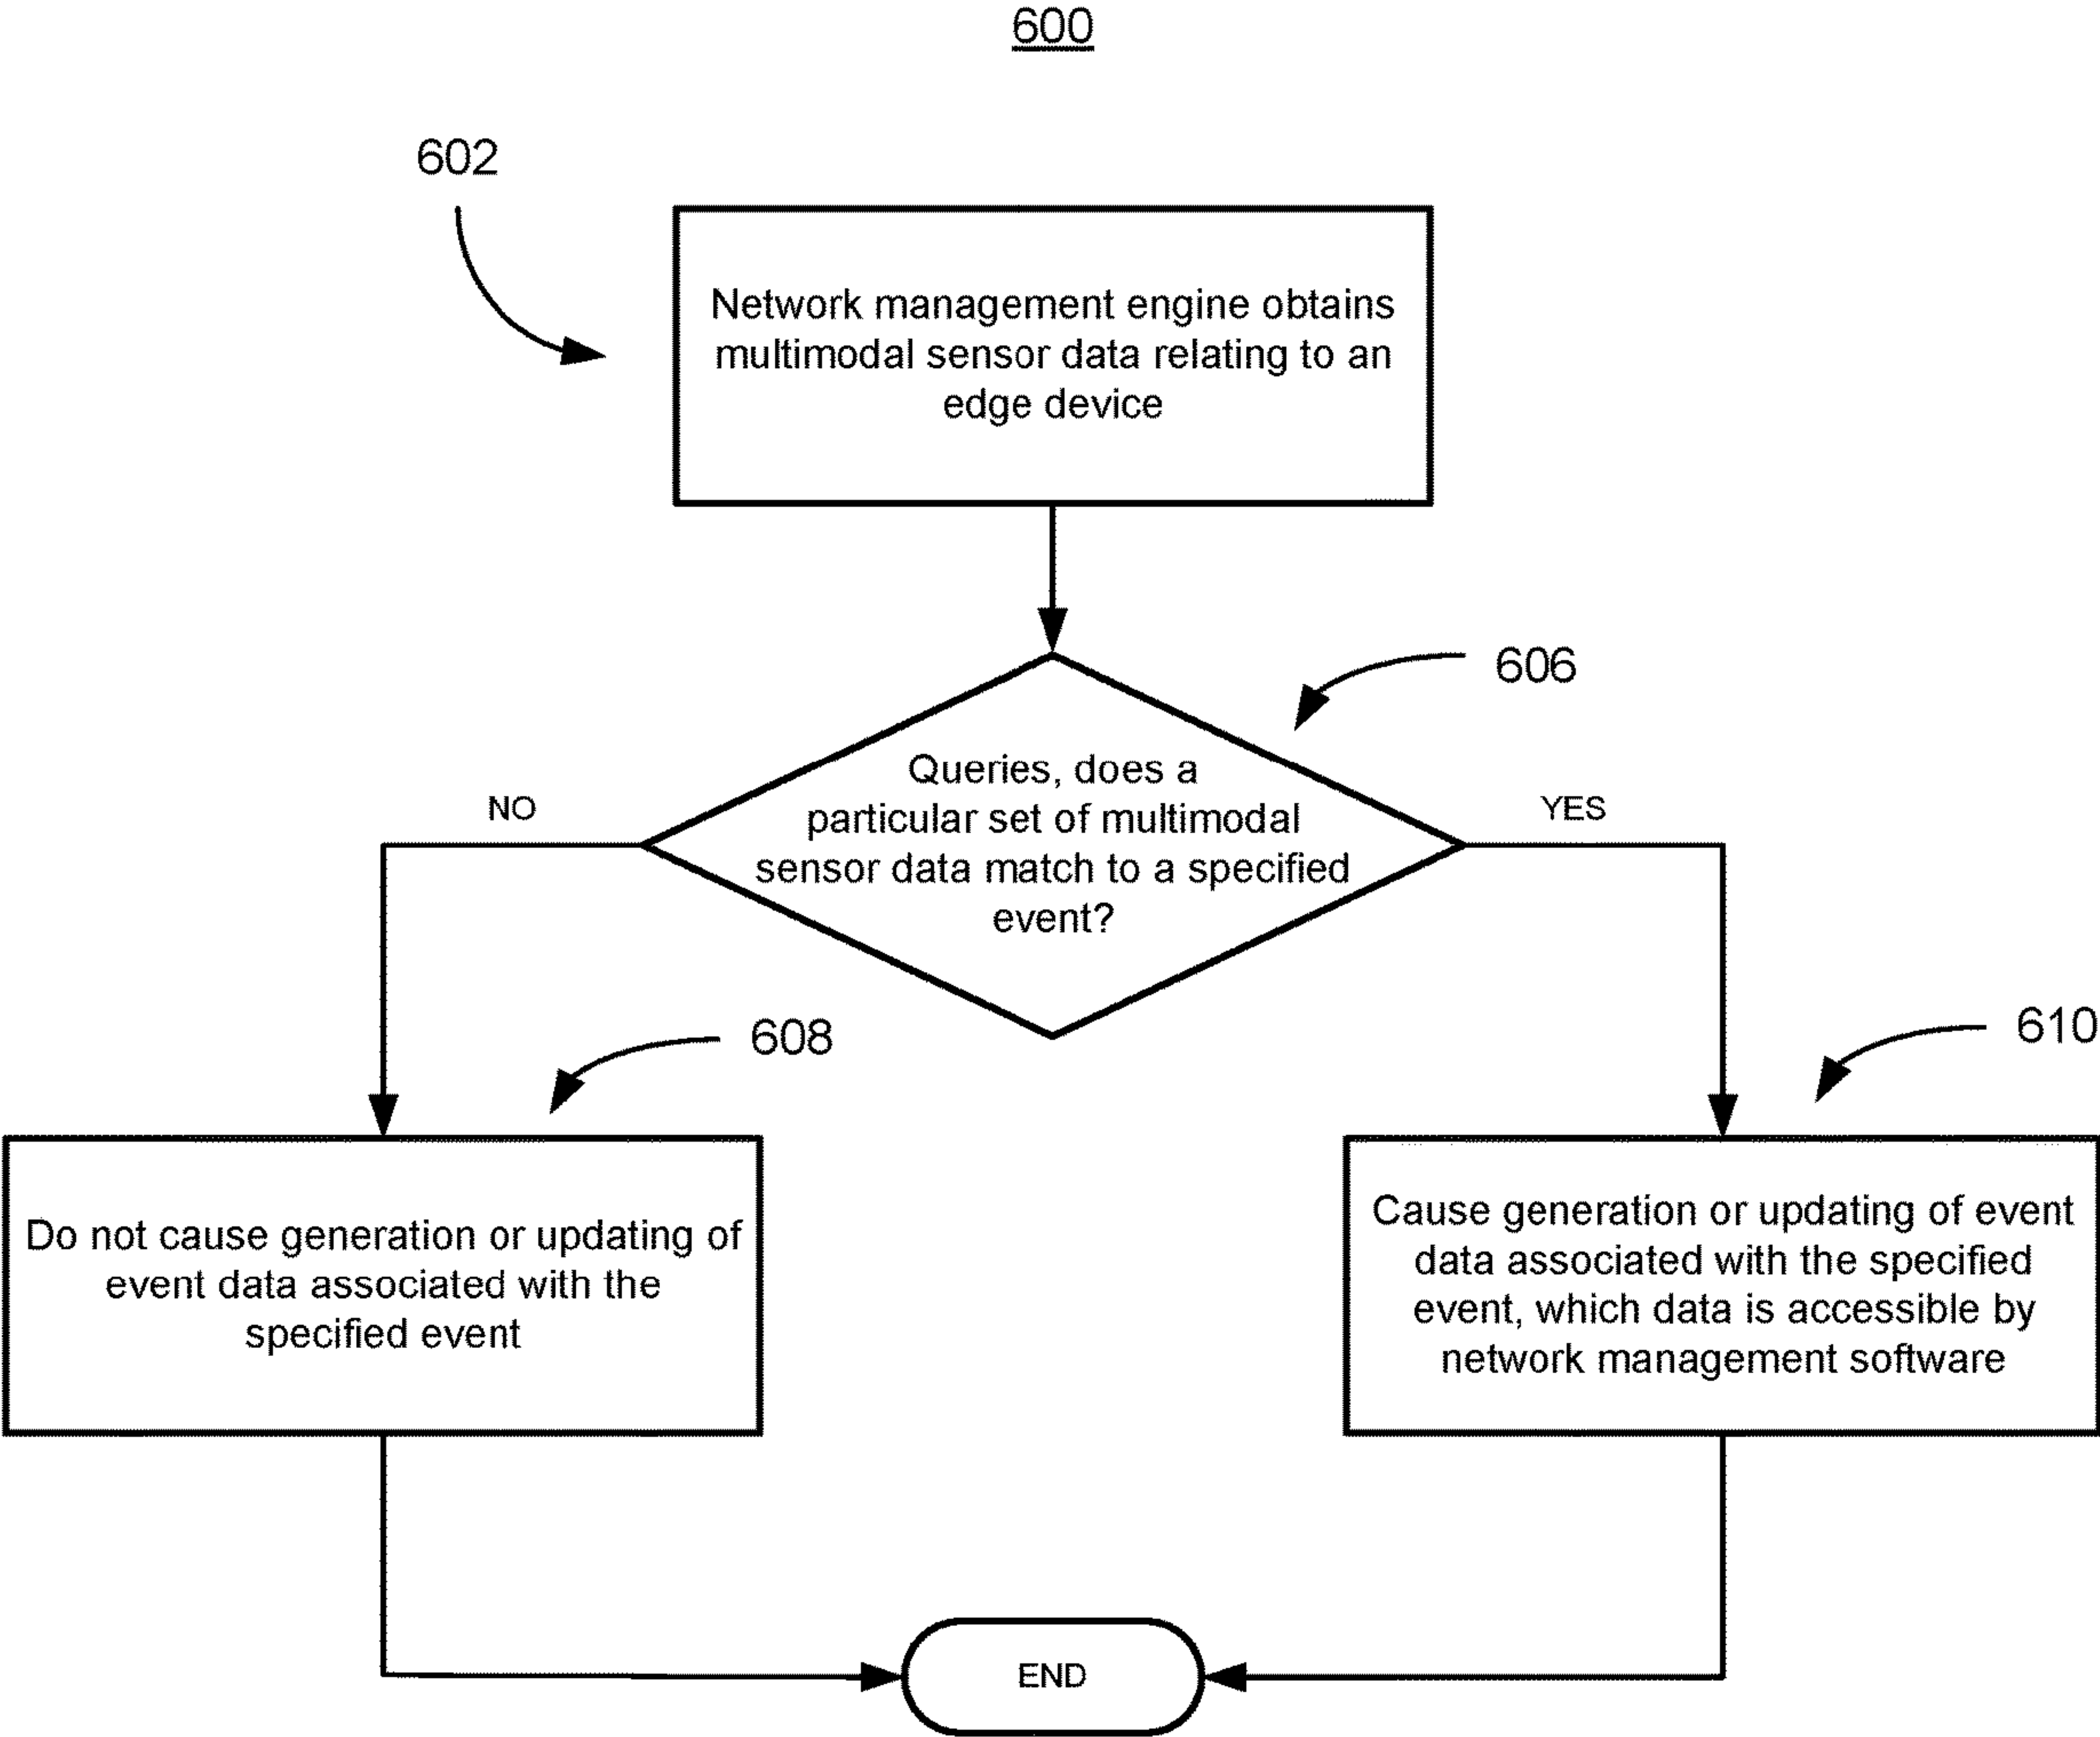 600
602
Network management engine obtains
multimodal sensor data relating to an
edge device
606
Queries, does a
particular set of multimodal
sensor data match to a specified
event?
NO
YES
608
610
Do not cause generation or updating of
event data associated with the
specified event
Cause generation or updating of event
data associated with the specified
event, which data is accessible by
network management software
END